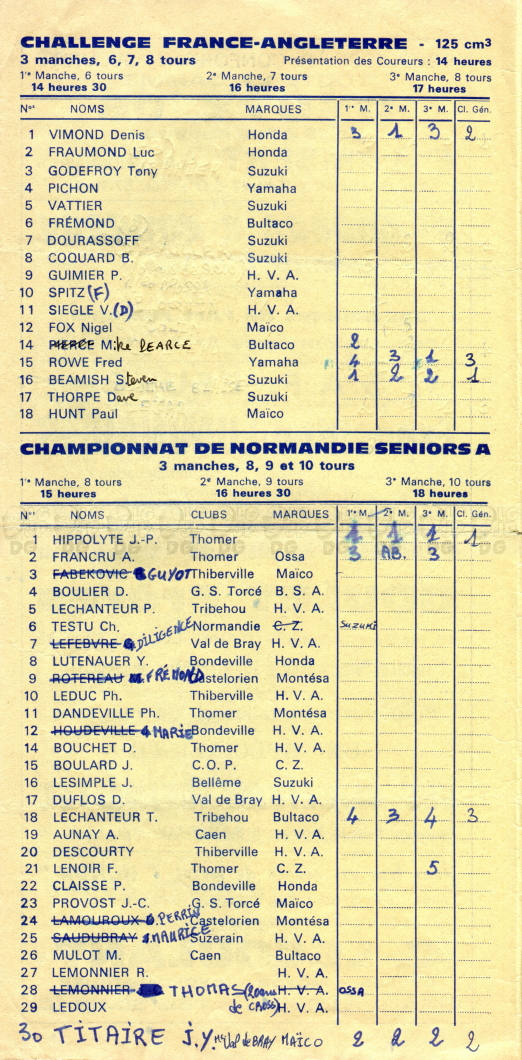 CHALLENGE FRANCE-ANGLETERRE - 125 cm³
3 manches, 6, 7, 8 tours Présentation des Coureurs : 14 heures
1re Manche, 6 tours 2e Manche, 7 tours 3e Manche, 8 tours
14 heures 30 16 heures 17 heures
Nos NOMS MARQUES 1re M. 2e M. 3e M. Cl. Gén.
1 VIMOND Denis Honda 3 1 3 2
2 FRAUMOND Luc Honda
3 GODEFROY Tony Suzuki
4 PICHON Yamaha
5 VATTIER Suzuki
6 FRÉMOND Bultaco
7 DOURASSOFF Suzuki
8 COQUARD B. Suzuki
9 GUIMIER P. H. V. A.
10 SPITZ (F) Yamaha
11 SIEGLE V. (D) H. V. A.
12 FOX Nigel Maïco
14 PIERCE Mike PEARCE Bultaco 2
15 ROWE Fred Yamaha 4 3 1 3
16 BEAMISH Steven Suzuki 1 2 2 1
17 THORPE Dave Suzuki
18 HUNT Paul Maïco
CHAMPIONNAT DE NORMANDIE SENIORS A
3 manches, 8, 9 et 10 tours
1re Manche, 8 tours 2e Manche, 9 tours 3e Manche, 10 tours
15 heures 16 heures 30 18 heures
Nos NOMS CLUBS MARQUES 1re M. 2e M. 3e M. Cl. Gén.
1 HIPPOLYTE J.-P. Thomer 1 1 1 1
2 FRANCRU A. Thomer Ossa 3 AB. 3
3 FABEKOVIC GUYOT Thiberville Maïco
4 BOULIER D. G. S. Torcé B. S. A.
5 LECHANTEUR P. Tribehou H. V. A.
6 TESTU Ch. Normandie C. Z. SUZUKI
7 LEFEBVRE G. DILIGENCE Val de Bray H. V. A.
8 LUTENAUER Y. Bondeville Honda
9 ROTEREAU M. FRÉMOND Castelorien Montésa
10 LEDUC Ph. Thiberville H. V. A.
11 DANDEVILLE Ph. Thomer Montésa
12 HOUDEVILLE MARIE Bondeville H. V. A.
14 BOUCHET D. Thomer H. V. A.
15 BOULARD J. C.O.P. C. Z.
16 LESIMPLE J. Bellême Suzuki
17 DUFLOS D. Val de Bray H. V. A.
18 LECHANTEUR T. Tribehou Bultaco 4 3 4 3
19 AUNAY A. Caen H. V. A.
20 DESCOURTY Thiberville H. V. A.
21 LENOIR F. Thomer C. Z. 5
22 CLAISSE P. Bondeville Honda
23 PROVOST J.-C. G. S. Torcé Maïco
24 LAMOUROUX PERRIN Castelorien Montésa
25 SAUDUBRAY MAURICE Suzerain H. V. A.
26 MULOT M. Caen Bultaco
27 LEMONNIER R. H. V. A.
28 LEMONNIER THOMAS H. V. A. OSSA
29 LEDOUX de CROSS) H. V. A.
30 TITAIRE J.Y. Val de BRAY MAÏCO 2 2 2 2